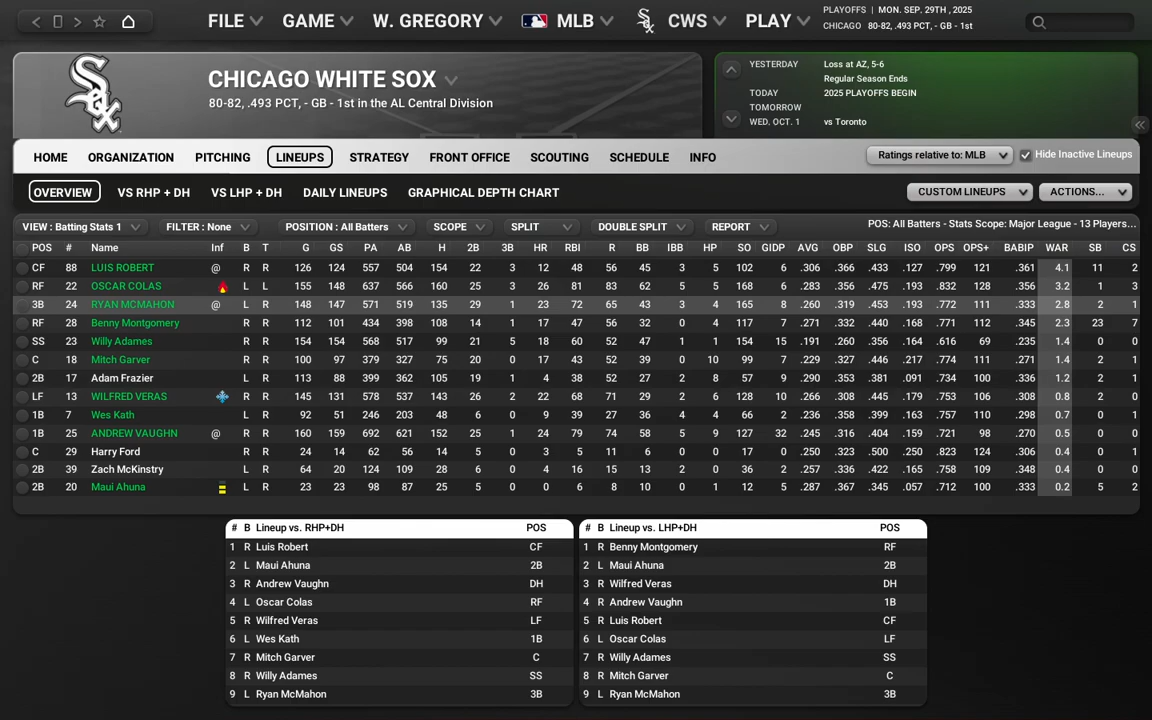 FILE GAME W. GREGORY MLB CWS PLAY
PLAYOFFS | MON. SEP. 29TH , 2025
CHICAGO 80-82, .493 PCT, - GB - 1st
CHICAGO WHITE SOX
80-82, .493 PCT, - GB - 1st in the AL Central Division
YESTERDAY Loss at AZ, 5-6
Regular Season Ends
TODAY 2025 PLAYOFFS BEGIN
TOMORROW
WED. OCT. 1 vs Toronto
HOME ORGANIZATION PITCHING LINEUPS STRATEGY FRONT OFFICE SCOUTING SCHEDULE INFO Ratings relative to: MLB Hide Inactive Lineups
OVERVIEW VS RHP + DH VS LHP + DH DAILY LINEUPS GRAPHICAL DEPTH CHART CUSTOM LINEUPS ACTIONS...
VIEW : Batting Stats 1 FILTER : None POSITION : All Batters SCOPE SPLIT DOUBLE SPLIT REPORT POS: All Batters - Stats Scope: Major League - 13 Players...
POS # Name Inf B T G GS PA AB H 2B 3B HR RBI R BB IBB HP SO GIDP AVG OBP SLG ISO OPS OPS+ BABIP WAR SB CS
CF 88 LUIS ROBERT @ R R 126 124 557 504 154 22 3 12 48 56 45 3 5 102 6 .306 .366 .433 .127 .799 121 .361 4.1 11 2
RF 22 OSCAR COLAS L L 155 148 637 566 160 25 3 26 81 83 62 5 5 168 6 .283 .356 .475 .193 .832 128 .356 3.2 1 3
3B 24 RYAN MCMAHON @ L R 148 147 571 519 135 29 1 23 72 65 43 3 4 165 8 .260 .319 .453 .193 .772 111 .333 2.8 2 1
RF 28 Benny Montgomery R R 112 101 434 398 108 14 1 17 47 56 32 0 4 117 7 .271 .332 .440 .168 .771 112 .345 2.3 23 7
SS 23 Willy Adames R R 154 154 568 517 99 21 5 18 60 52 47 1 1 154 15 .191 .260 .356 .164 .616 69 .235 1.4 0 0
C 18 Mitch Garver R R 100 97 379 327 75 20 0 17 43 52 39 0 10 99 7 .229 .327 .446 .217 .774 111 .271 1.4 2 1
2B 17 Adam Frazier L R 113 88 399 362 105 19 1 4 38 52 27 2 8 57 9 .290 .353 .381 .091 .734 100 .336 1.2 2 1
LF 13 WILFRED VERAS R R 145 131 578 537 143 26 2 22 68 71 29 2 6 128 10 .266 .308 .445 .179 .753 106 .308 0.8 2 0
1B 7 Wes Kath L R 92 51 246 203 48 6 0 9 39 27 36 4 4 66 2 .236 .358 .399 .163 .757 110 .298 0.7 0 1
1B 25 ANDREW VAUGHN @ R R 160 159 692 621 152 25 1 24 79 74 58 5 9 127 32 .245 .316 .404 .159 .721 98 .270 0.5 0 0
C 29 Harry Ford R R 24 14 62 56 14 5 0 3 5 11 6 0 0 17 0 .250 .323 .500 .250 .823 124 .306 0.4 0 1
2B 39 Zach McKinstry L R 64 20 124 109 28 6 0 4 16 15 13 2 0 36 2 .257 .336 .422 .165 .758 109 .348 0.4 0 0
2B 20 Maui Ahuna L R 23 23 98 87 25 5 0 0 6 8 10 0 1 12 5 .287 .367 .345 .057 .712 100 .333 0.2 5 2
# B Lineup vs. RHP+DH POS
1 R Luis Robert CF
2 L Maui Ahuna 2B
3 R Andrew Vaughn DH
4 L Oscar Colas RF
5 R Wilfred Veras LF
6 L Wes Kath 1B
7 R Mitch Garver C
8 R Willy Adames SS
9 L Ryan McMahon 3B
# B Lineup vs. LHP+DH POS
1 R Benny Montgomery RF
2 L Maui Ahuna 2B
3 R Wilfred Veras DH
4 R Andrew Vaughn 1B
5 R Luis Robert CF
6 L Oscar Colas LF
7 R Willy Adames SS
8 R Mitch Garver C
9 L Ryan McMahon 3B